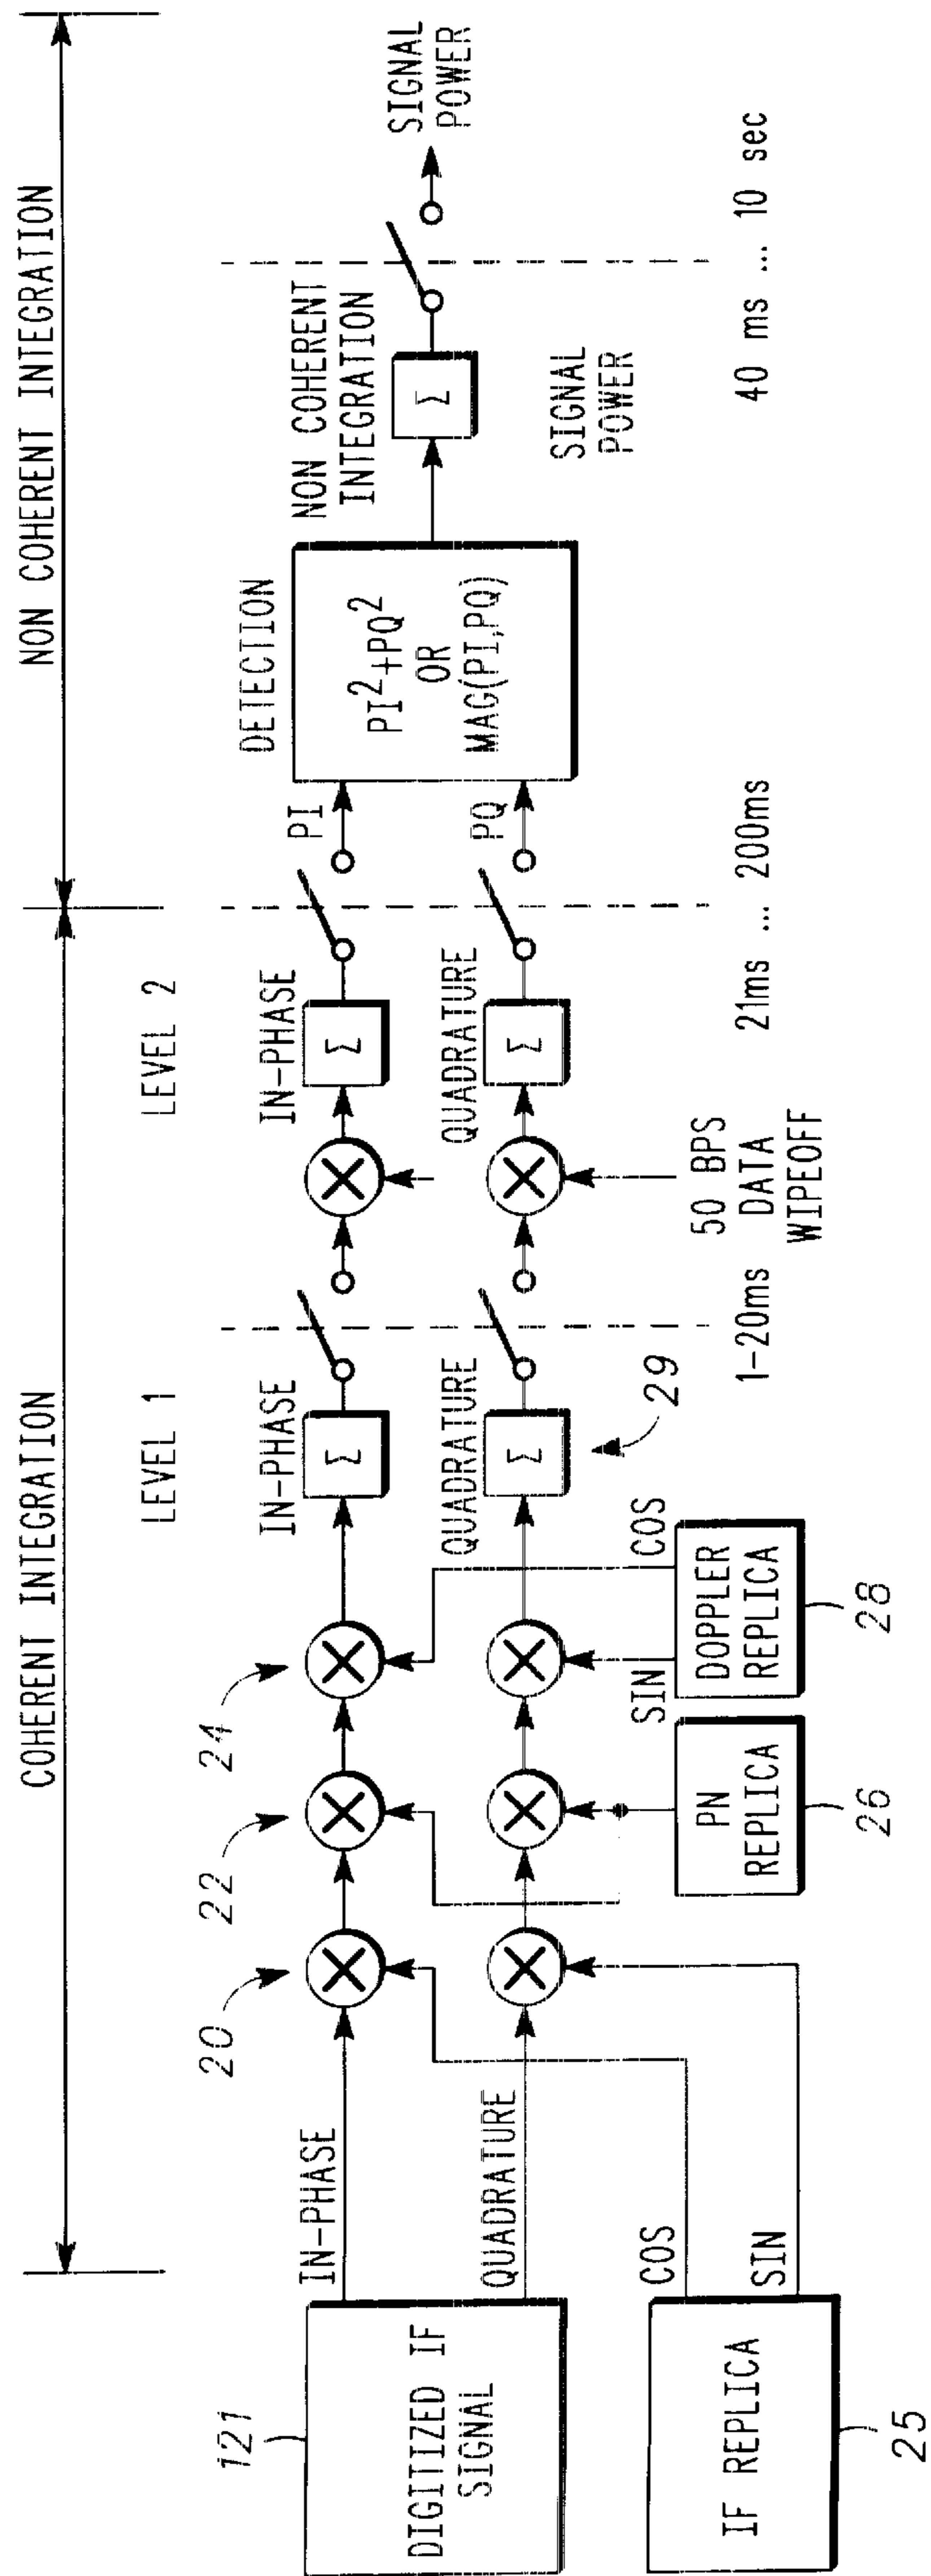 COHERENT INTEGRATION
NON COHERENT INTEGRATION
LEVEL 1
LEVEL 2
121
DIGITIZED IF
SIGNAL
IN-PHASE
QUADRATURE
IF REPLICA
25
COS
SIN
20
22
24
PN
REPLICA
26
SIN
COS
DOPPLER
REPLICA
28
IN-PHASE
Σ
QUADRATURE
Σ
29
1-20ms
50 BPS
DATA
WIPEOFF
IN-PHASE
Σ
QUADRATURE
Σ
21ms ... 200ms
PI
PQ
DETECTION
PI²+PQ²
OR
MAG(PI,PQ)
NON COHERENT
INTEGRATION
Σ
SIGNAL
POWER
40 ms ... 10 sec
SIGNAL
POWER